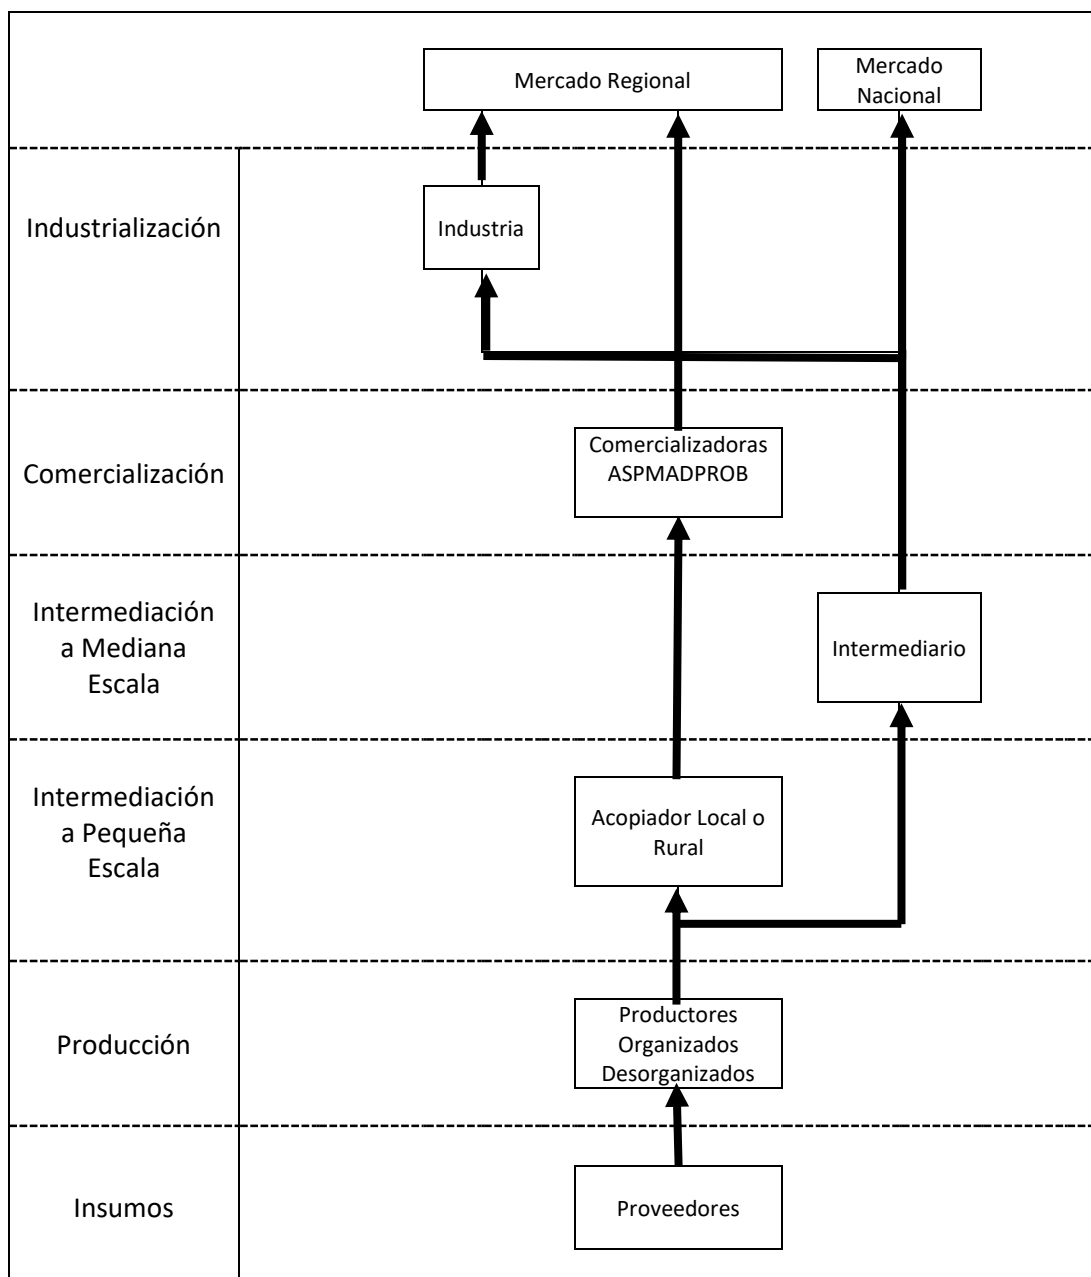 Mercado Regional
Mercado
Nacional
Industrialización
Industria
Comercialización
Comercializadoras
ASPMADPROB
Intermediación
a Mediana
Escala
Intermediario
Intermediación
a Pequeña
Escala
Acopiador Local o
Rural
Producción
Productores
Organizados
Desorganizados
Insumos
Proveedores